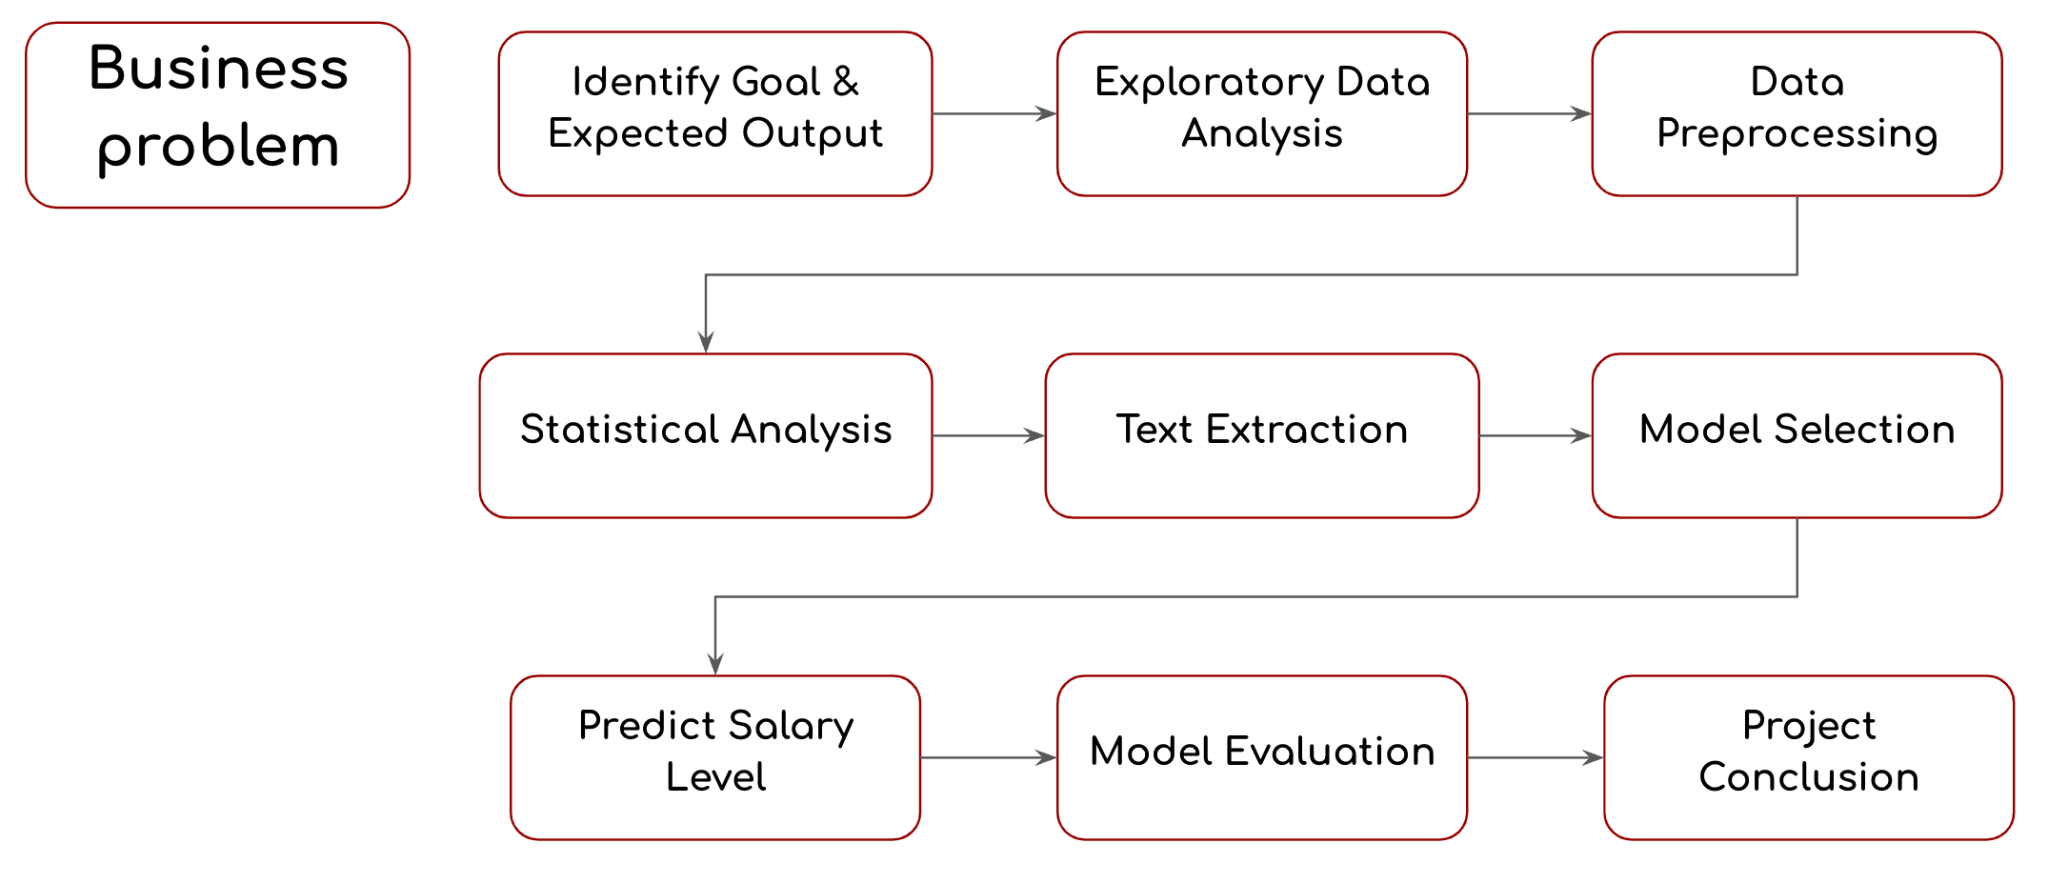 Business
problem
Identify Goal &
Expected Output
Exploratory Data
Analysis
Data
Preprocessing
Statistical Analysis
Text Extraction
Model Selection
Predict Salary
Level
Model Evaluation
Project
Conclusion